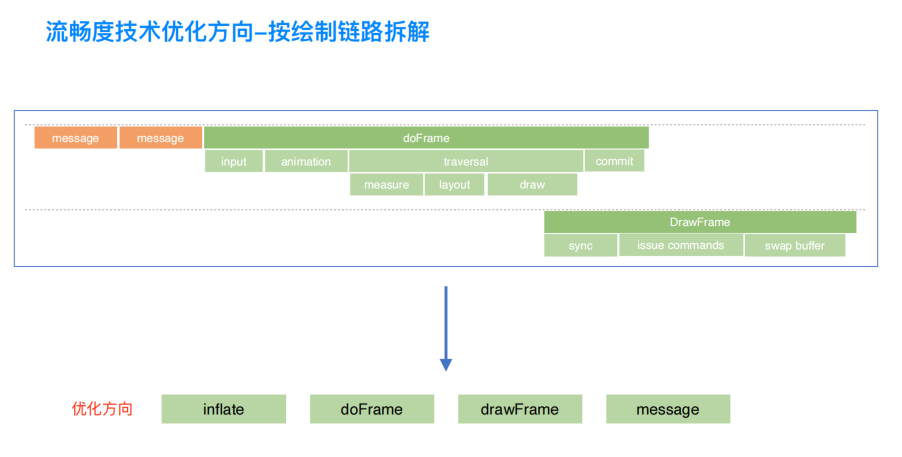 流畅度技术优化方向–按绘制链路拆解
message message doFrame
input animation traversal commit
measure layout draw
DrawFrame
sync issue commands swap buffer
优化方向 inflate doFrame drawFrame message